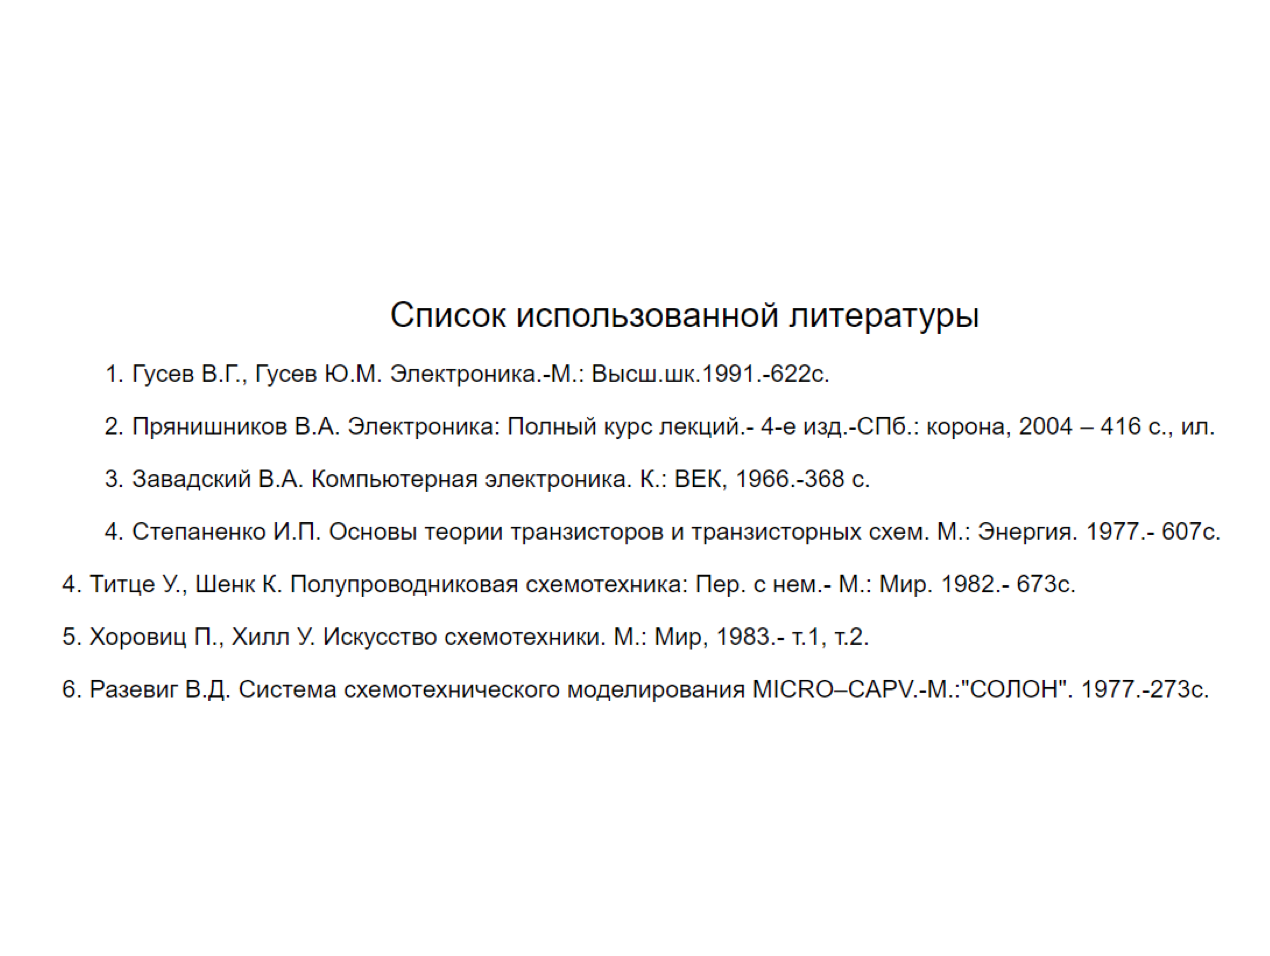 Список использованной литературы
1. Гусев В.Г., Гусев Ю.М. Электроника.-М.: Высш.шк.1991.-622с.
2. Прянишников В.А. Электроника: Полный курс лекций.- 4-е изд.-СПб.: корона, 2004 – 416 с., ил.
3. Завадский В.А. Компьютерная электроника. К.: ВЕК, 1966.-368 с.
4. Степаненко И.П. Основы теории транзисторов и транзисторных схем. М.: Энергия. 1977.- 607с.
4. Титце У., Шенк К. Полупроводниковая схемотехника: Пер. с нем.- М.: Мир. 1982.- 673с.
5. Хоровиц П., Хилл У. Искусство схемотехники. М.: Мир, 1983.- т.1, т.2.
6. Разевиг В.Д. Система схемотехнического моделирования MICRO–CAPV.-М.:"СОЛОН". 1977.-273с.